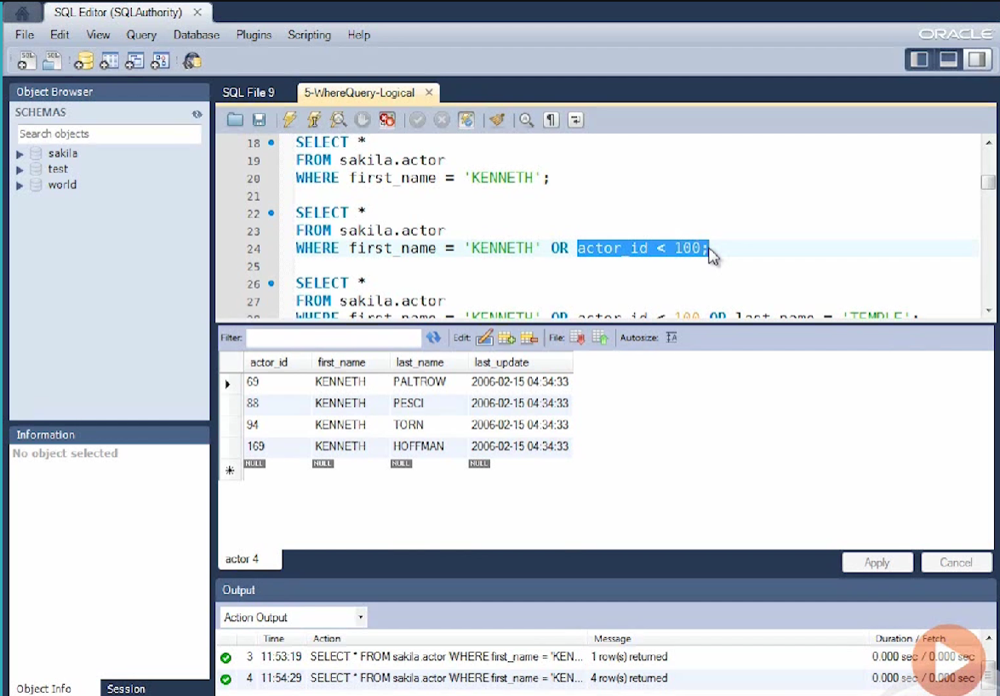 SQL Editor (SQLAuthority) ×
File Edit View Query Database Plugins Scripting Help
ORACLE
SQL SQL
Object Browser
SCHEMAS
Search objects
sakila
test
world
Information
No object selected
Object Info Session
SQL File 9 5-WhereQuery-Logical ×
18 SELECT *
19 FROM sakila.actor
20 WHERE first_name = 'KENNETH';
21
22 SELECT *
23 FROM sakila.actor
24 WHERE first_name = 'KENNETH' OR actor_id < 100;
25
26 SELECT *
27 FROM sakila.actor
28 WHERE first_name = 'KENNETH' OR actor_id < 100 OR last_name = 'TEMPLE';
Filter: Edit: File: Autosize:
actor_id first_name last_name last_update
69 KENNETH PALTROW 2006-02-15 04:34:33
88 KENNETH PESCI 2006-02-15 04:34:33
94 KENNETH TORN 2006-02-15 04:34:33
169 KENNETH HOFFMAN 2006-02-15 04:34:33
NULL NULL NULL NULL
actor 4
Apply Cancel
Output
Action Output
Time Action Message Duration / Fetch
3 11:53:19 SELECT * FROM sakila.actor WHERE first_name = 'KEN... 1 row(s) returned 0.000 sec / 0.000 sec
4 11:54:29 SELECT * FROM sakila.actor WHERE first_name = 'KEN... 4 row(s) returned 0.000 sec / 0.000 sec